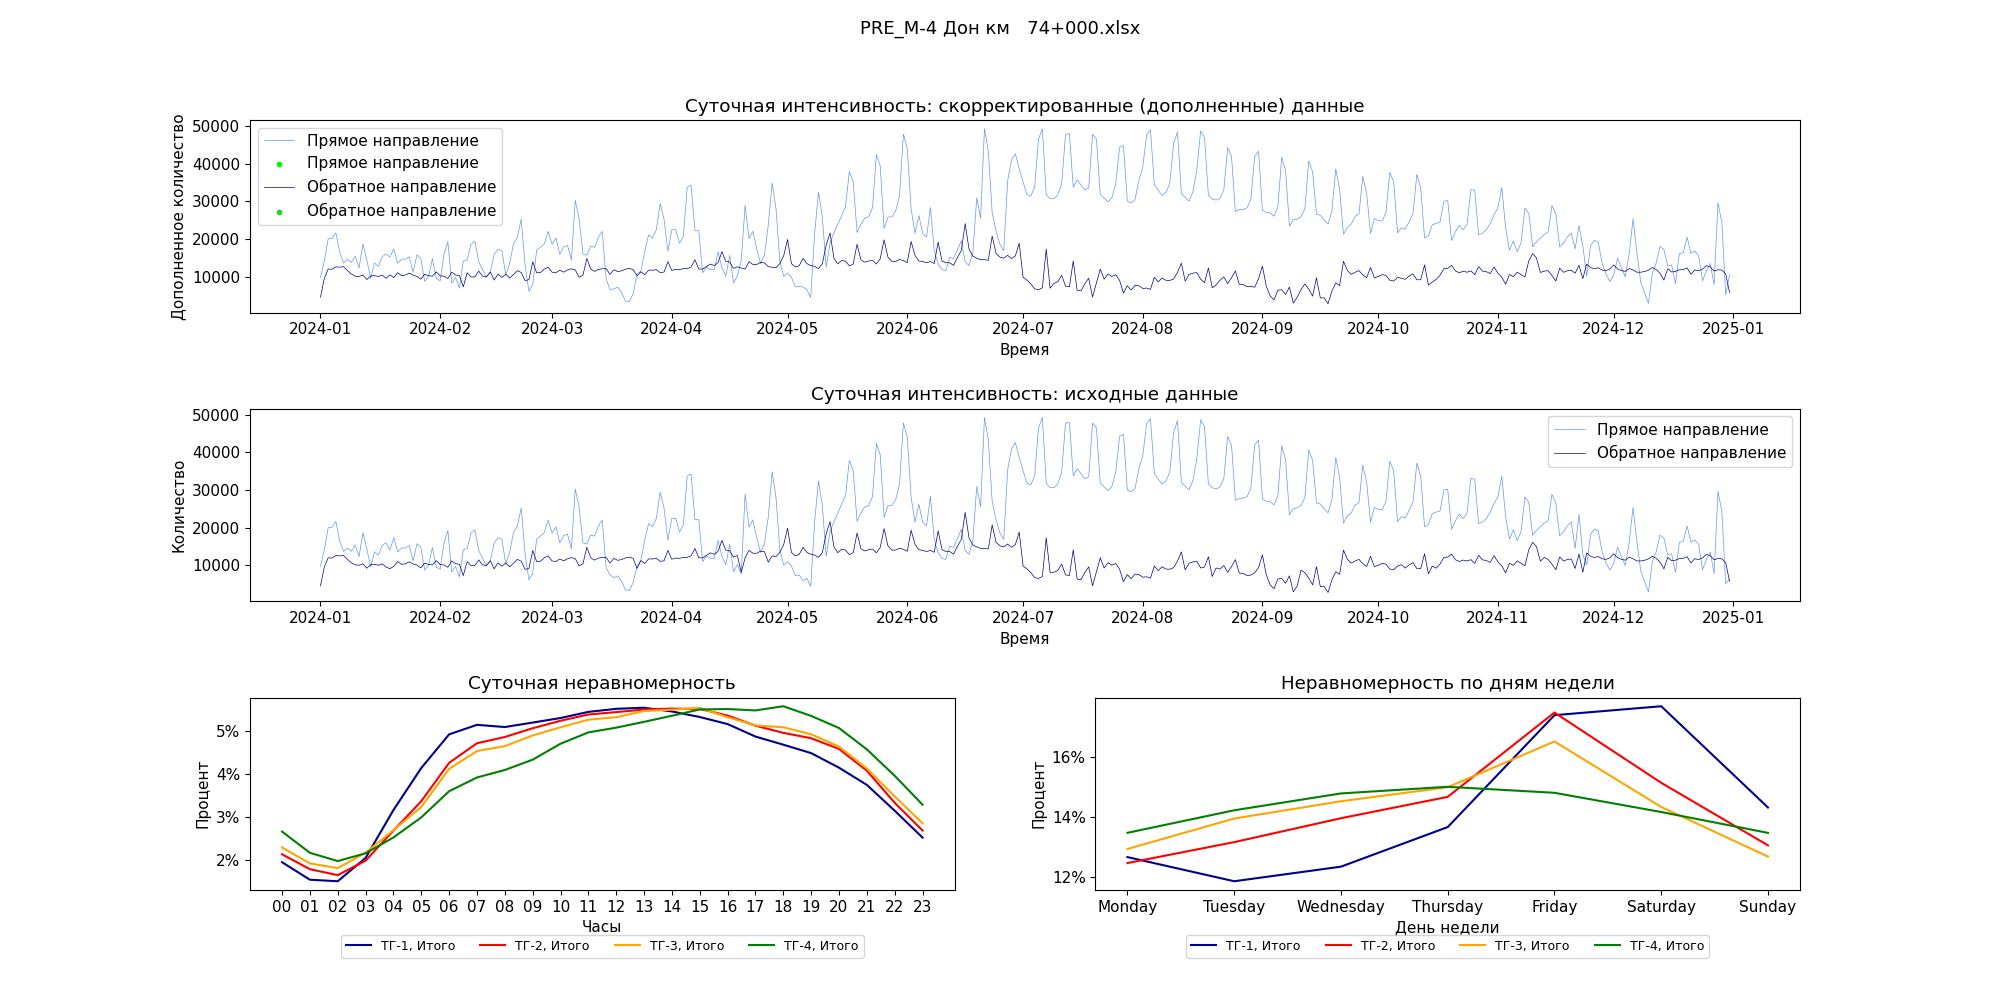 PRE_M-4 Дон км   74+000.xlsx
Суточная интенсивность: скорректированные (дополненные) данные
Дополненное количество
50000
40000
30000
20000
10000
Прямое направление
Прямое направление
Обратное направление
Обратное направление
2024-01 2024-02 2024-03 2024-04 2024-05 2024-06 2024-07 2024-08 2024-09 2024-10 2024-11 2024-12 2025-01
Время
Суточная интенсивность: исходные данные
Количество
50000
40000
30000
20000
10000
Прямое направление
Обратное направление
2024-01 2024-02 2024-03 2024-04 2024-05 2024-06 2024-07 2024-08 2024-09 2024-10 2024-11 2024-12 2025-01
Время
Суточная неравномерность
Процент
5%
4%
3%
2%
00 01 02 03 04 05 06 07 08 09 10 11 12 13 14 15 16 17 18 19 20 21 22 23
Часы
ТГ-1, Итого ТГ-2, Итого ТГ-3, Итого ТГ-4, Итого
Неравномерность по дням недели
Процент
16%
14%
12%
Monday Tuesday Wednesday Thursday Friday Saturday Sunday
День недели
ТГ-1, Итого ТГ-2, Итого ТГ-3, Итого ТГ-4, Итого